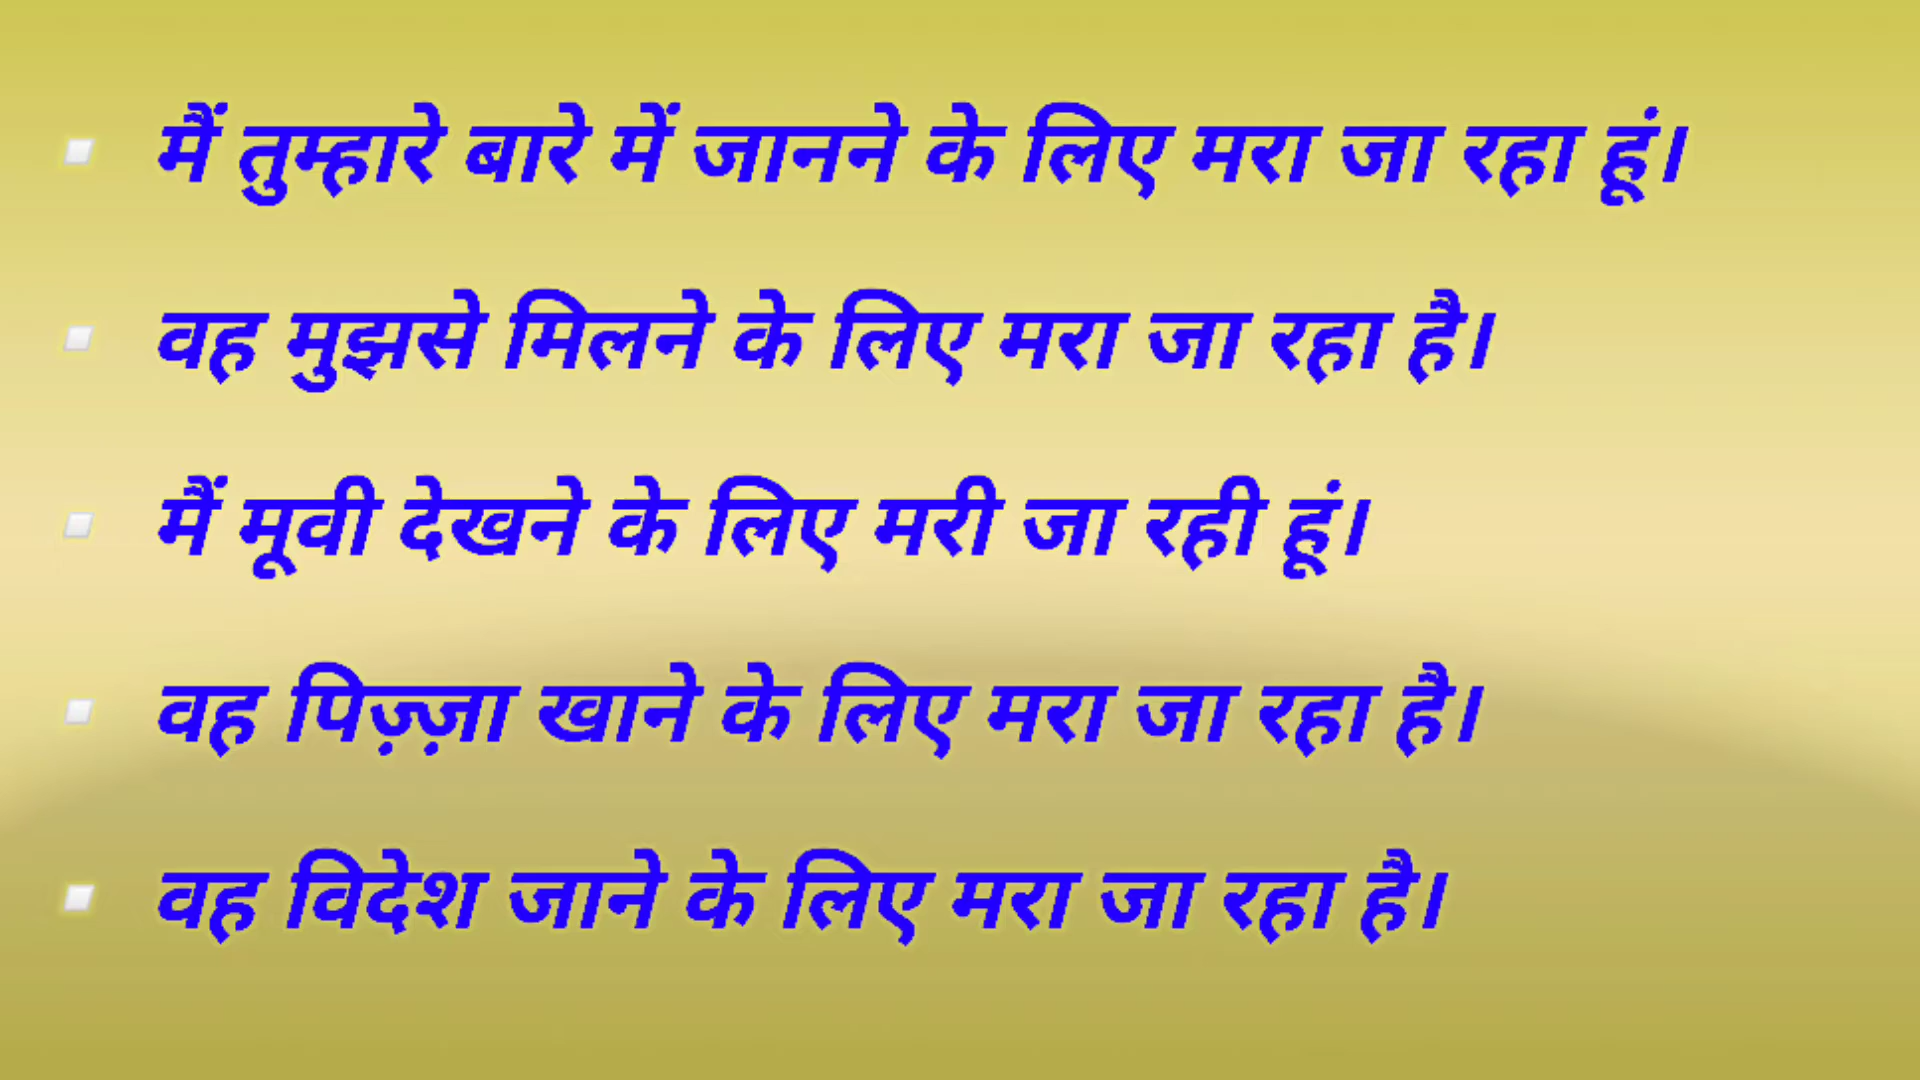 मैं तुम्हारे बारे में जानने के लिए मरा जा रहा हूं।
वह मुझसे मिलने के लिए मरा जा रहा है।
मैं मूवी देखने के लिए मरी जा रही हूं।
वह पिज़्ज़ा खाने के लिए मरा जा रहा है।
वह विदेश जाने के लिए मरा जा रहा है।